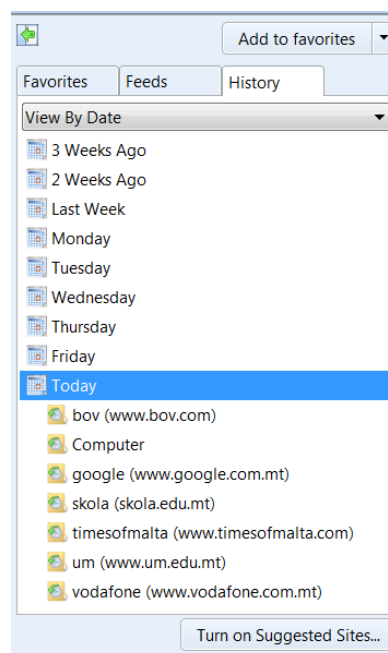 Add to favorites
Favorites Feeds History
View By Date
3 Weeks Ago
2 Weeks Ago
Last Week
Monday
Tuesday
Wednesday
Thursday
Friday
Today
bov (www.bov.com)
Computer
google (www.google.com.mt)
skola (skola.edu.mt)
timesofmalta (www.timesofmalta.com)
um (www.um.edu.mt)
vodafone (www.vodafone.com.mt)
Turn on Suggested Sites...